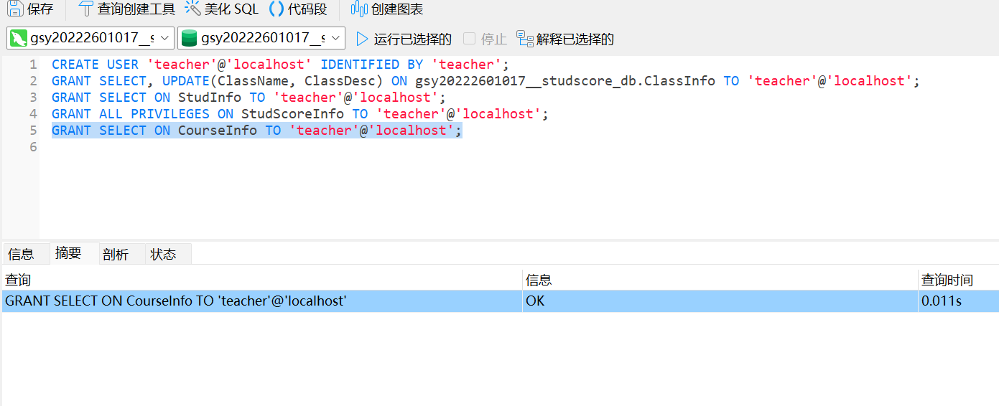 保存 查询创建工具 美化 SQL 代码段 创建图表
gsy20222601017__s gsy20222601017__s 运行已选择的 停止 解释已选择的
1 CREATE USER 'teacher'@'localhost' IDENTIFIED BY 'teacher';
2 GRANT SELECT, UPDATE(ClassName, ClassDesc) ON gsy20222601017__studscore_db.ClassInfo TO 'teacher'@'localhost';
3 GRANT SELECT ON StudInfo TO 'teacher'@'localhost';
4 GRANT ALL PRIVILEGES ON StudScoreInfo TO 'teacher'@'localhost';
5 GRANT SELECT ON CourseInfo TO 'teacher'@'localhost';
6
信息 摘要 剖析 状态
查询 信息 查询时间
GRANT SELECT ON CourseInfo TO 'teacher'@'localhost' OK 0.011s